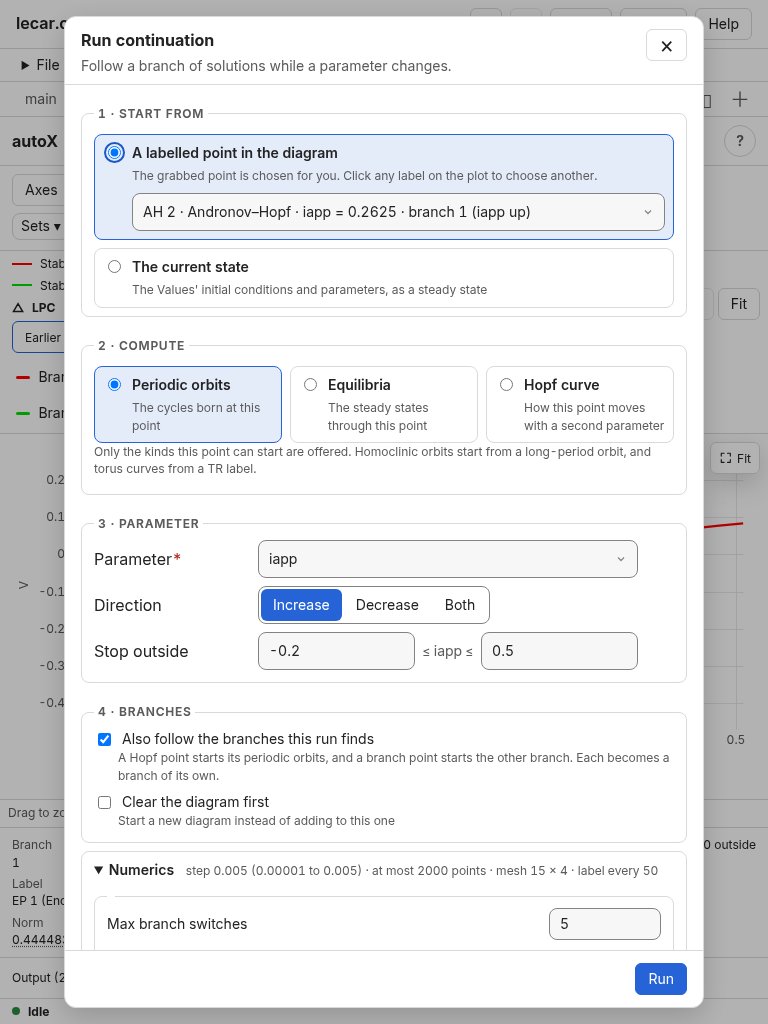 lecar.o
Help
Run continuation
Follow a branch of solutions while a parameter changes.
File
main
autoX
?
Axes
Sets
Stab
Stab
LPC
Earlier
Bran
Bran
Fit
Fit
1 · START FROM
A labelled point in the diagram
The grabbed point is chosen for you. Click any label on the plot to choose another.
AH 2 · Andronov–Hopf · iapp = 0.2625 · branch 1 (iapp up)
The current state
The Values' initial conditions and parameters, as a steady state
2 · COMPUTE
Periodic orbits
The cycles born at this
point
Equilibria
The steady states
through this point
Hopf curve
How this point moves
with a second parameter
Only the kinds this point can start are offered. Homoclinic orbits start from a long-period orbit, and
torus curves from a TR label.
0.2
0.1
0
-0.1
-0.2
-0.3
-0.4
V
0.5
3 · PARAMETER
Parameter*
iapp
Direction
Increase
Decrease
Both
Stop outside
-0.2
≤ iapp ≤
0.5
4 · BRANCHES
Also follow the branches this run finds
A Hopf point starts its periodic orbits, and a branch point starts the other branch. Each becomes a
branch of its own.
Clear the diagram first
Start a new diagram instead of adding to this one
Numerics
step 0.005 (0.00001 to 0.005) · at most 2000 points · mesh 15 × 4 · label every 50
Max branch switches
5
Run
Drag to zo
Branch
1
Label
EP 1 (End
Norm
0.44448
0 outside
Output (2
Idle